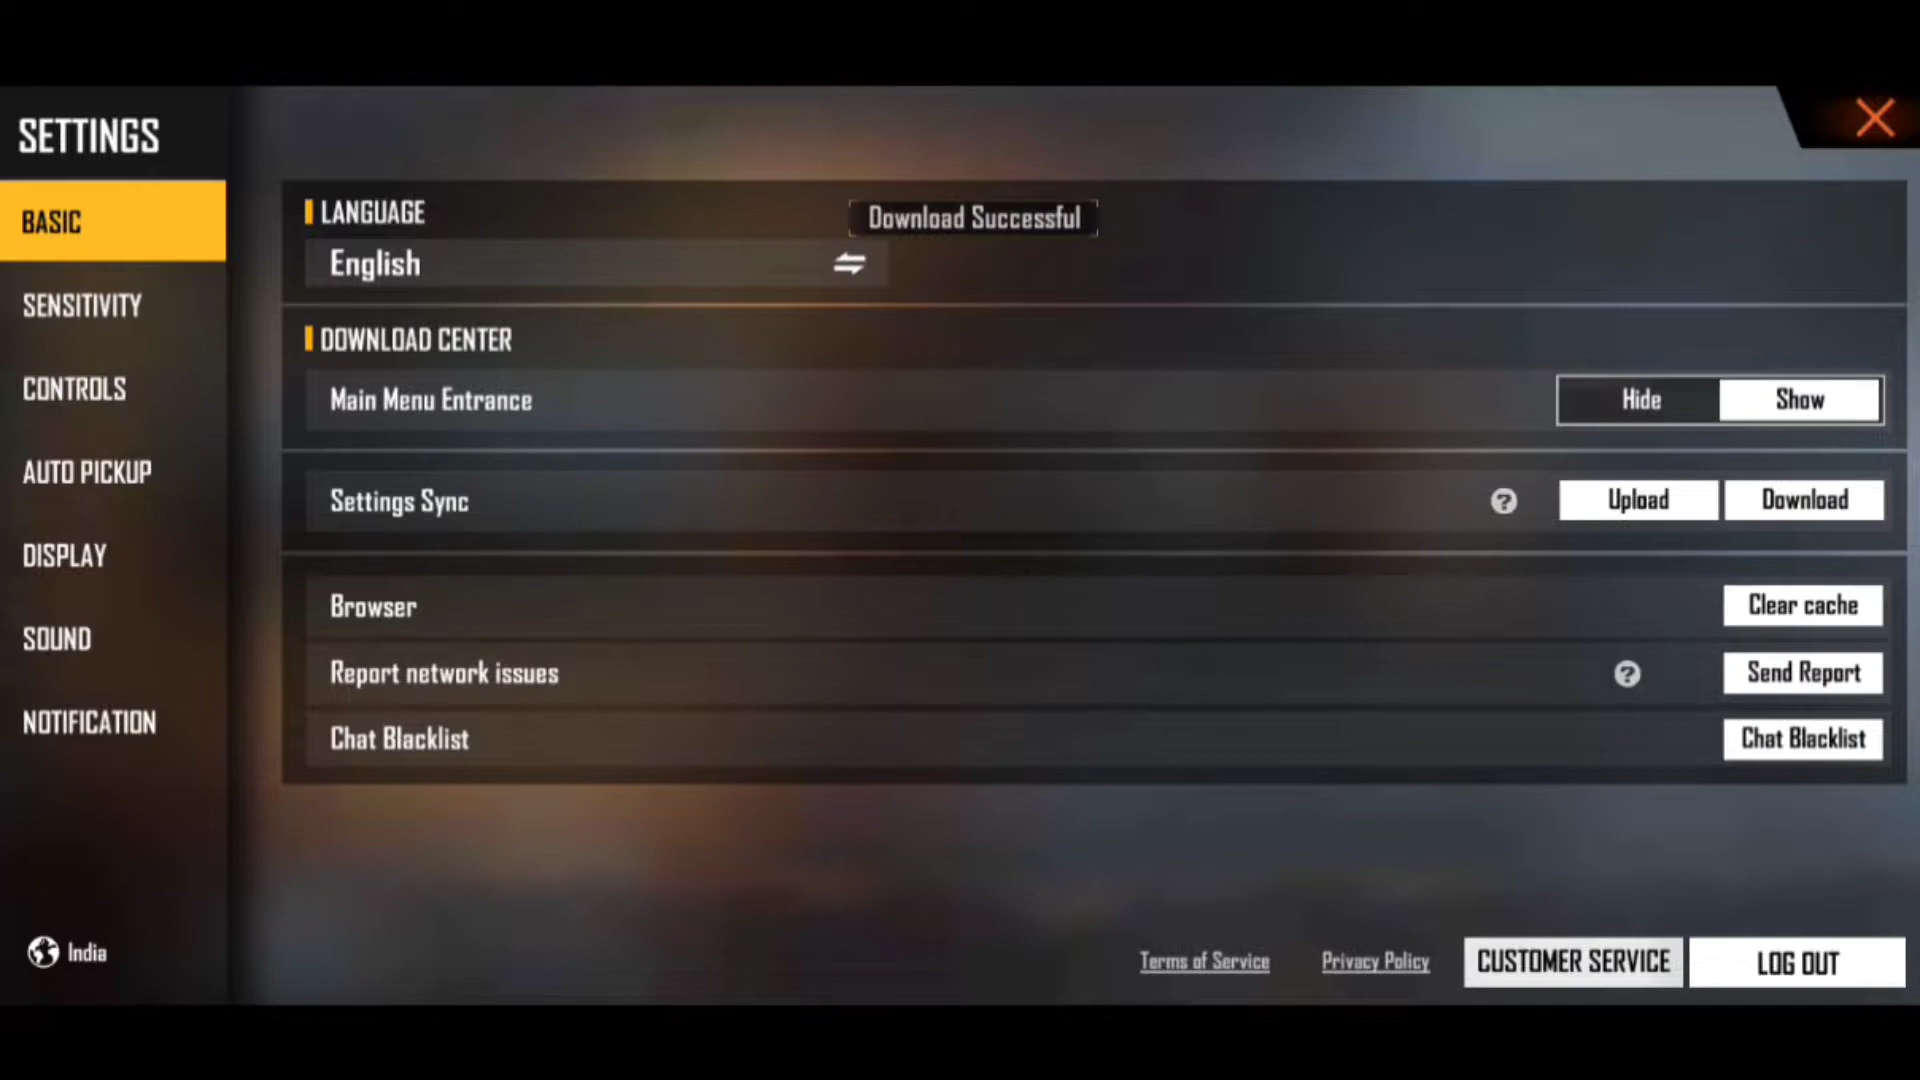 SETTINGS
BASIC
SENSITIVITY
CONTROLS
AUTO PICKUP
DISPLAY
SOUND
NOTIFICATION
India
LANGUAGE
Download Successful
English
DOWNLOAD CENTER
Main Menu Entrance
Hide
Show
Settings Sync
?
Upload
Download
Browser
Clear cache
Report network issues
?
Send Report
Chat Blacklist
Chat Blacklist
Terms of Service
Privacy Policy
CUSTOMER SERVICE
LOG OUT